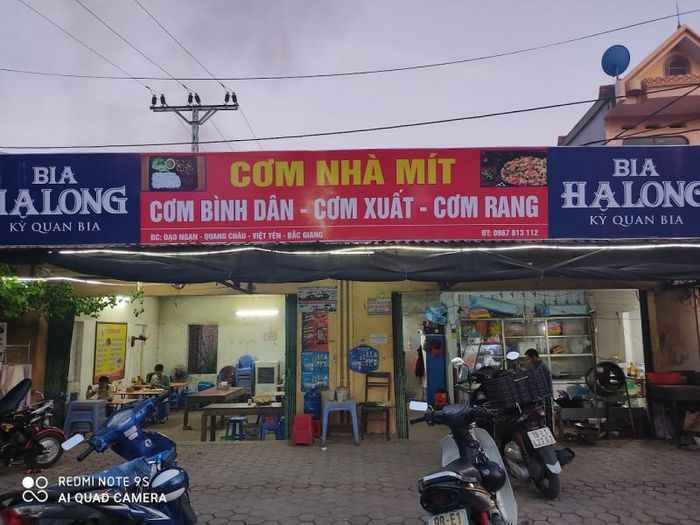 BIA
HALONG
KỲ QUAN BIA
CƠM NHÀ MÍT
CƠM BÌNH DÂN - CƠM XUẤT - CƠM RANG
ĐC: ĐẠO NGẠN - QUANG CHÂU - VIỆT YÊN - BẮC GIANG
ĐT: 0987 813 112
BIA
HALONG
KỲ QUAN BIA
REDMI NOTE 9S
AI QUAD CAMERA